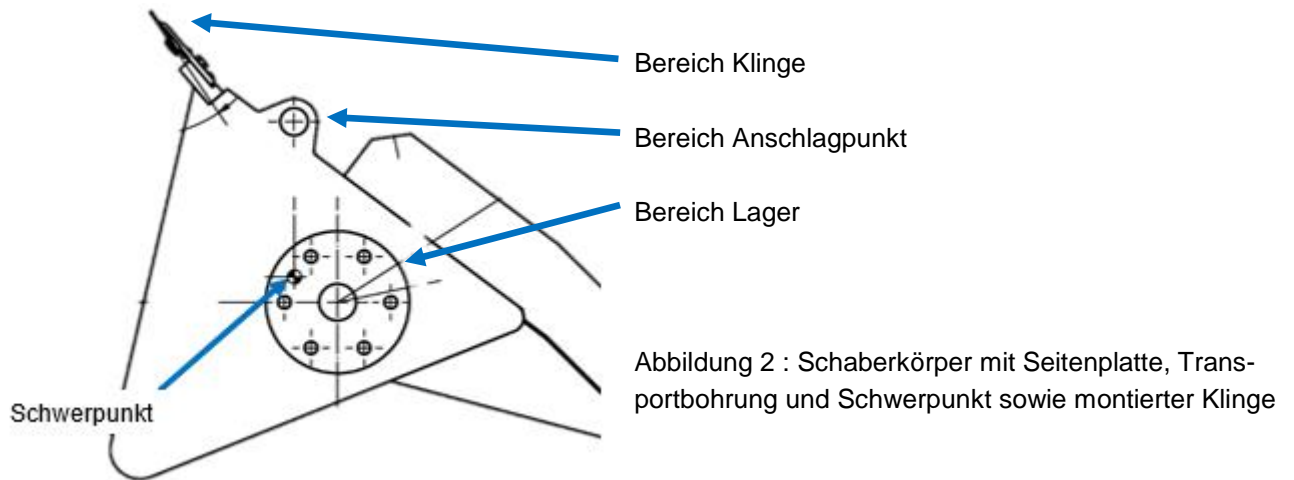 Bereich Klinge
Bereich Anschlagpunkt
Bereich Lager
Abbildung 2 : Schaberkörper mit Seitenplatte, Trans-
portbohrung und Schwerpunkt sowie montierter Klinge
Schwerpunkt